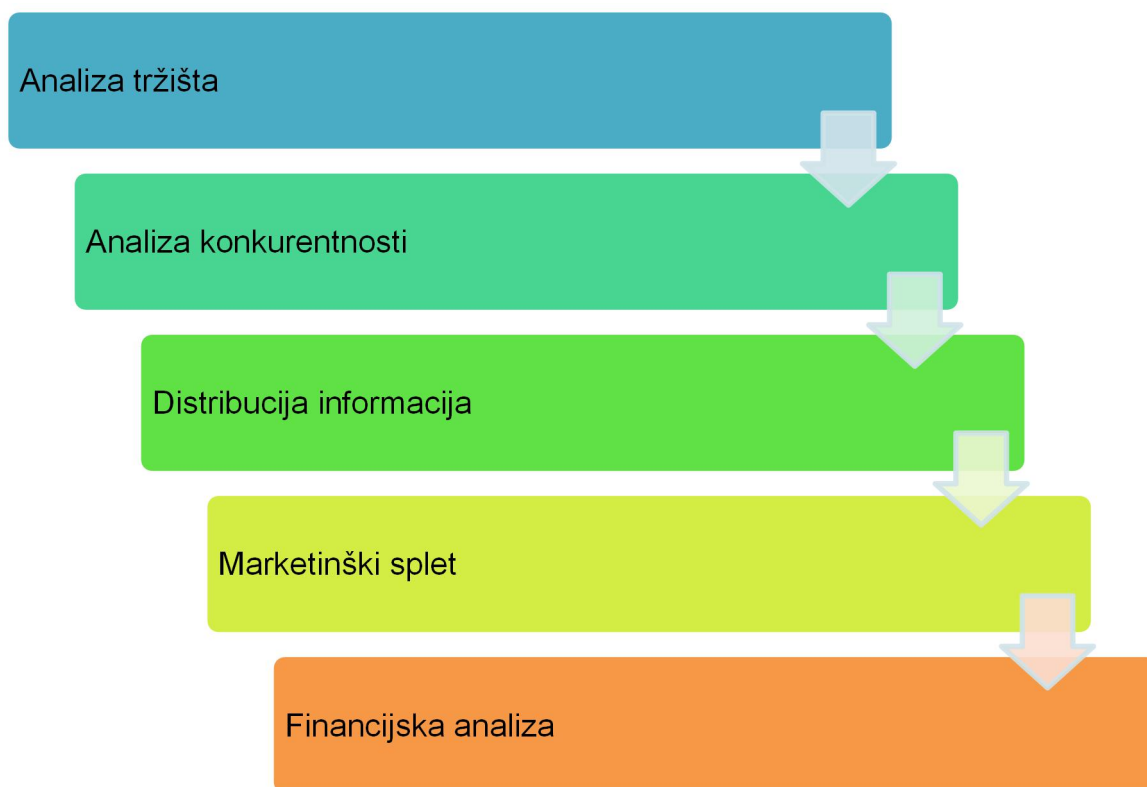 Analiza tržišta
Analiza konkurentnosti
Distribucija informacija
Marketinški splet
Financijska analiza